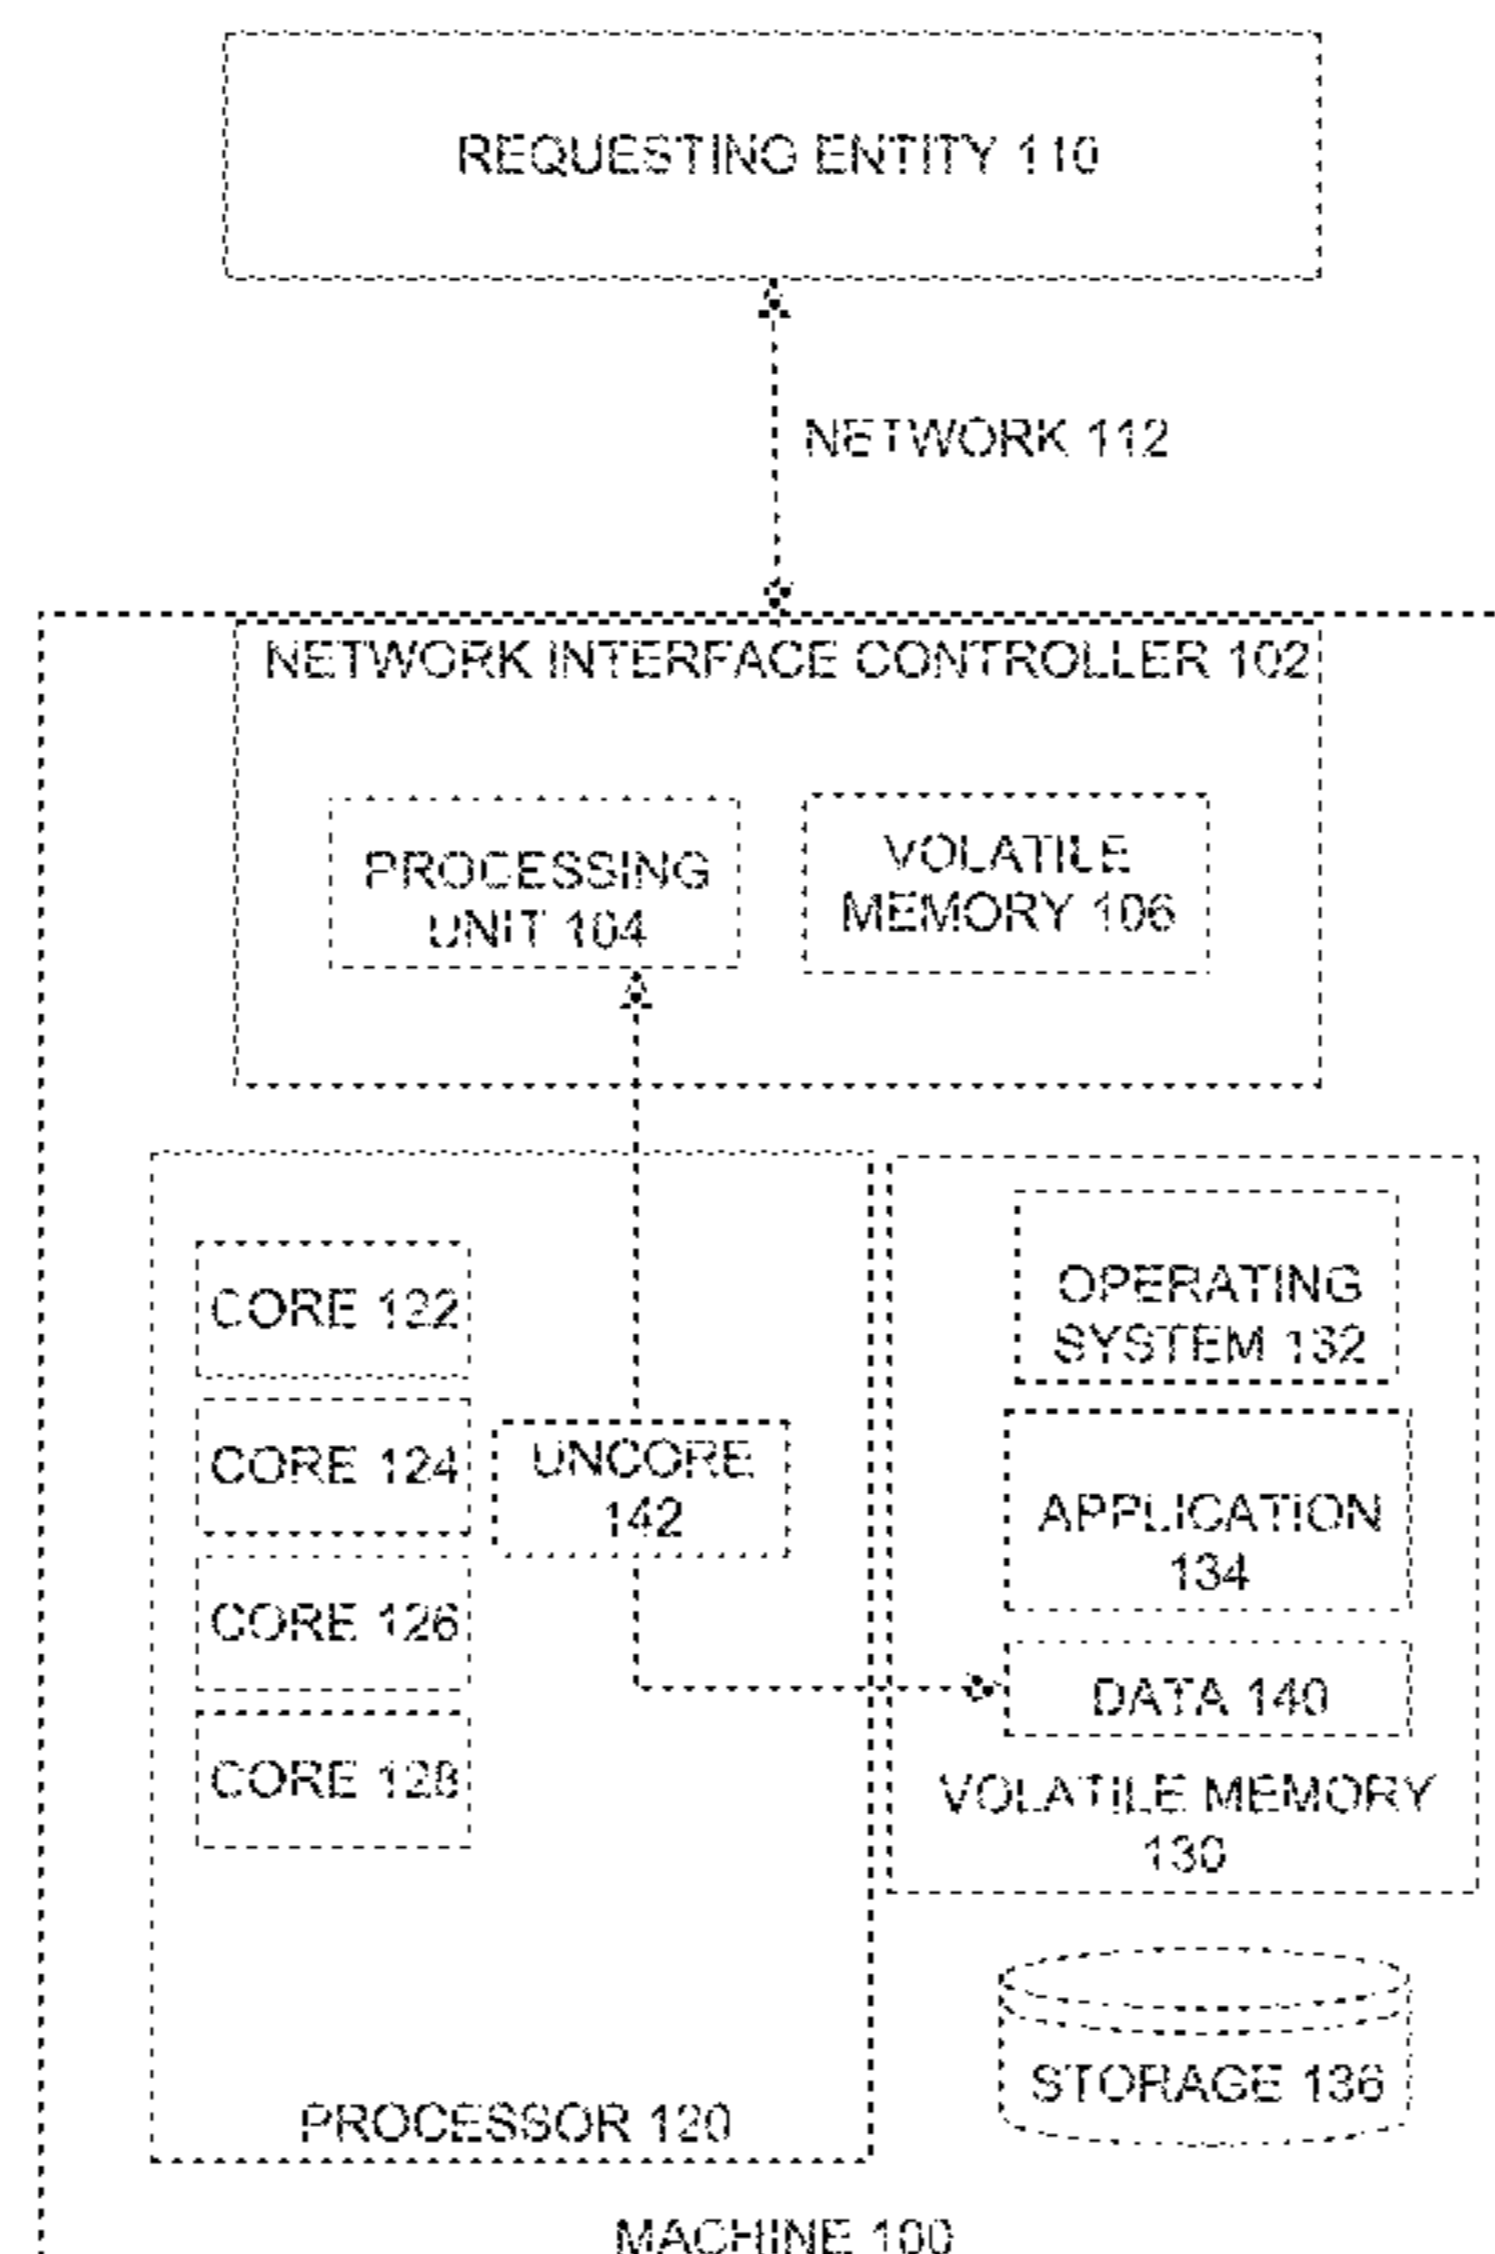 REQUESTING ENTITY 110
NETWORK 112
NETWORK INTERFACE CONTROLLER 102
PROCESSING
UNIT 104
VOLATILE
MEMORY 106
CORE 122
CORE 124
CORE 126
CORE 128
UNCORE
142
OPERATING
SYSTEM 132
APPLICATION
134
DATA 140
VOLATILE MEMORY
130
STORAGE 136
PROCESSOR 120
MACHINE 100